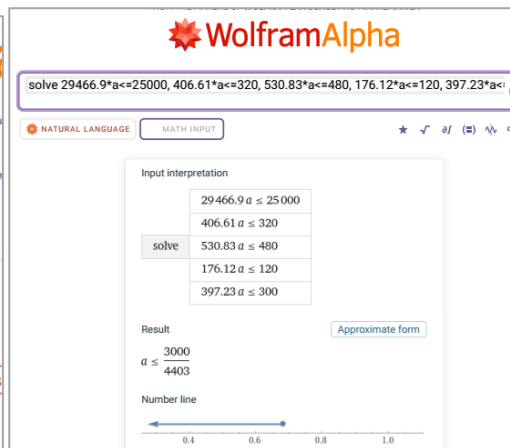 WolframAlpha
solve 29466.9*a<=25000, 406.61*a<=320, 530.83*a<=480, 176.12*a<=120, 397.23*a<
NATURAL LANGUAGE
MATH INPUT
Input interpretation
solve
29466.9 a ≤ 25000
406.61 a ≤ 320
530.83 a ≤ 480
176.12 a ≤ 120
397.23 a ≤ 300
Result
Approximate form
a ≤ 3000/4403
Number line
0.4 0.6 0.8 1.0